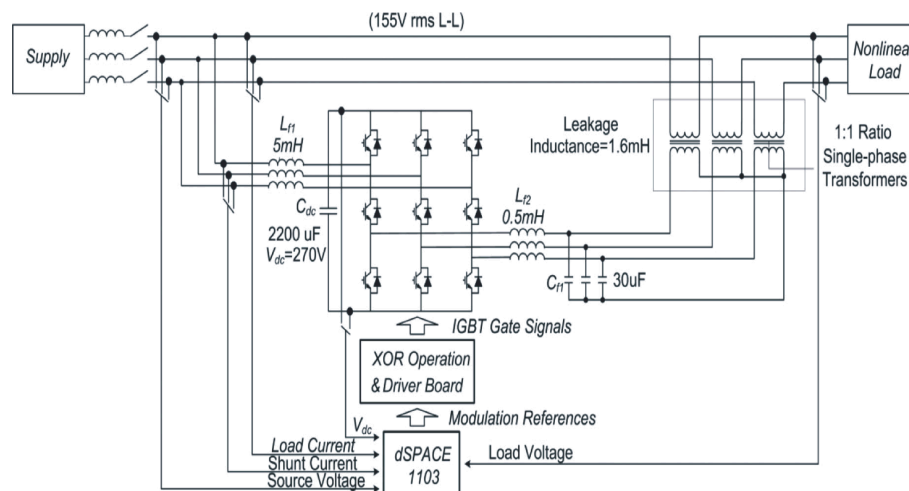 (155V rms L-L)
Supply
Nonlinear
Load
Lf1
5mH
Leakage
Inductance=1.6mH
1:1 Ratio
Single-phase
Transformers
Cdc
2200 uF
Vdc=270V
Lf2
0.5mH
Cf1
30uF
IGBT Gate Signals
XOR Operation
& Driver Board
Modulation References
Vdc
Load Current
Shunt Current
Source Voltage
dSPACE
1103
Load Voltage